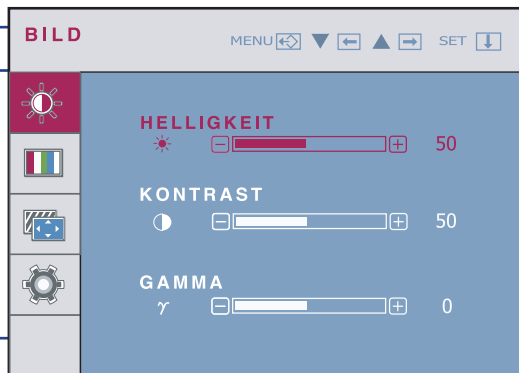 BILD
MENU SET
HELLIGKEIT
50
KONTRAST
50
GAMMA
γ 0